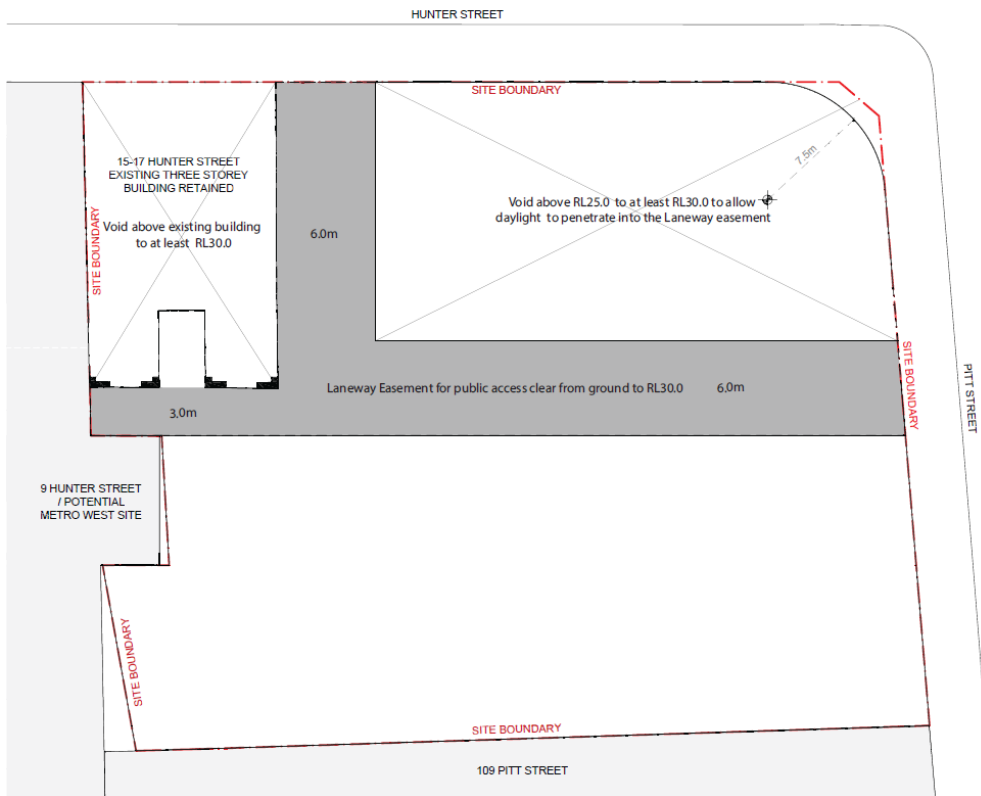 HUNTER STREET
SITE BOUNDARY
15-17 HUNTER STREET
EXISTING THREE STOREY
BUILDING RETAINED
7.5m
Void above RL25.0 to at least RL30.0 to allow
daylight to penetrate into the Laneway easement
Void above existing building
to at least RL30.0
6.0m
SITE BOUNDARY
SITE BOUNDARY
PITT STREET
Laneway Easement for public access clear from ground to RL30.0
6.0m
3.0m
9 HUNTER STREET
/ POTENTIAL
METRO WEST SITE
SITE BOUNDARY
SITE BOUNDARY
109 PITT STREET